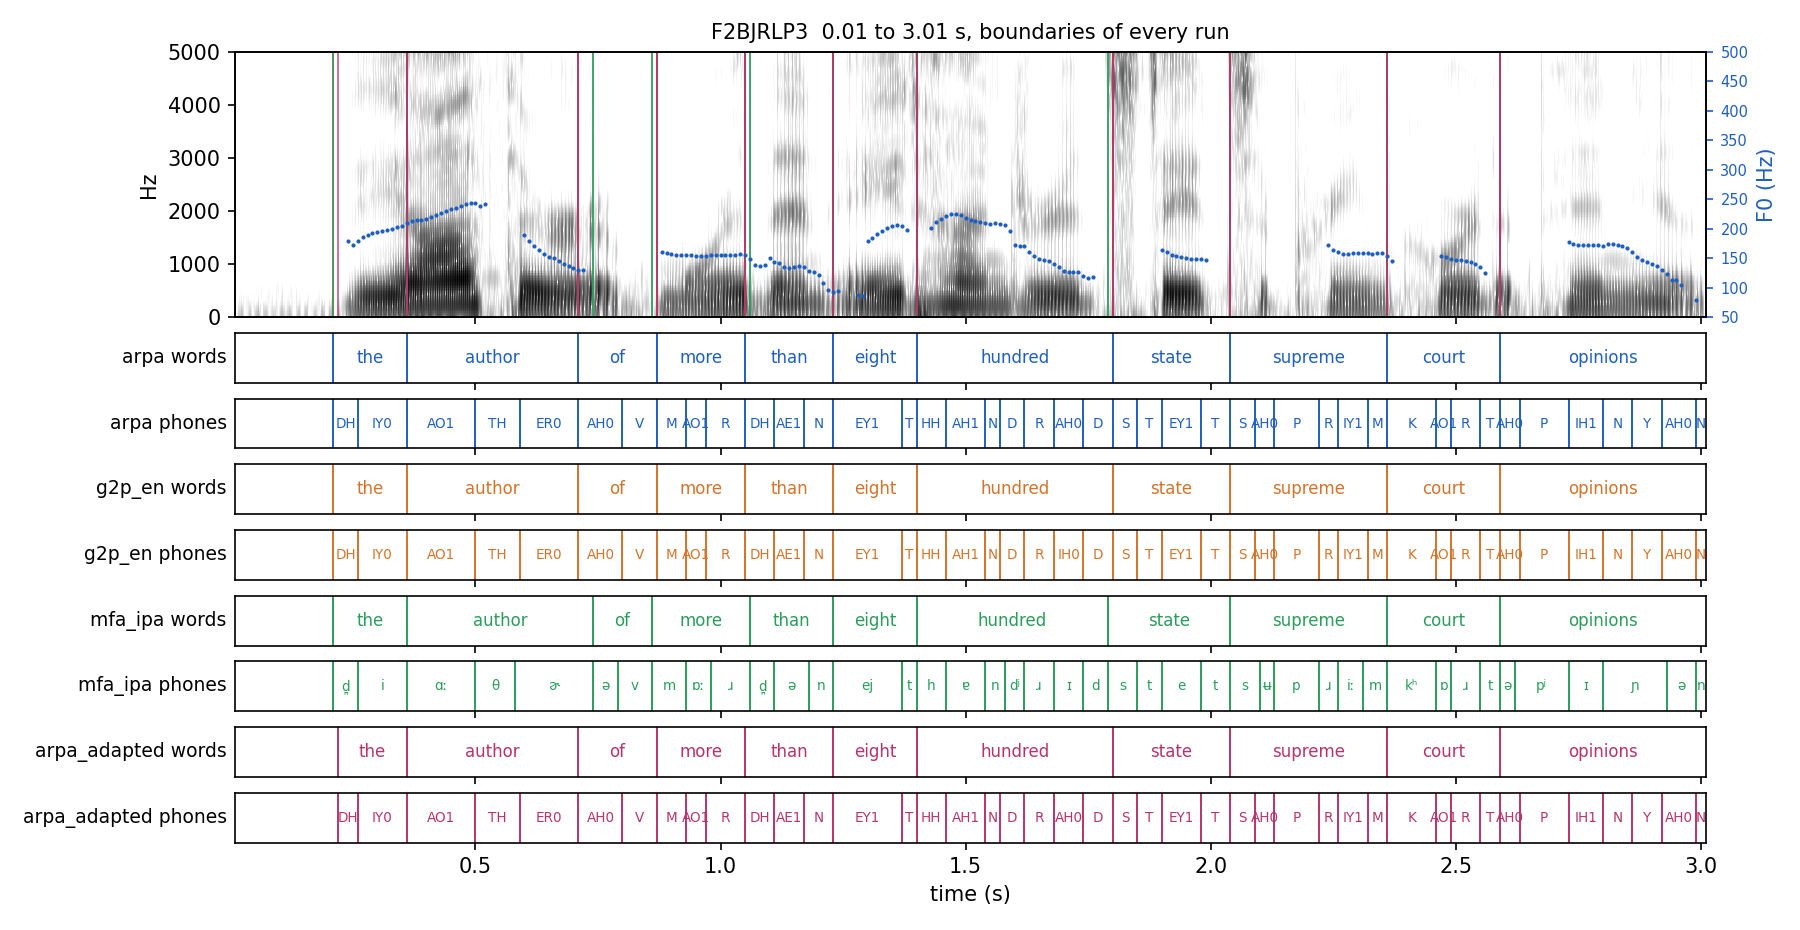 F2BJRLP3 0.01 to 3.01 s, boundaries of every run
5000
4000
3000
2000
1000
0
Hz
500
450
400
350
300
250
200
150
100
50
F0 (Hz)
arpa words the author of more than eight hundred state supreme court opinions
arpa phones DH IY0 AO1 TH ER0 AH0 V M AO1 R DH AE1 N EY1 T HH AH1 N D R AH0 D S T EY1 T S AH0 P R IY1 M K AO1 R T AH0 P IH1 N Y AH0 N
g2p_en words the author of more than eight hundred state supreme court opinions
g2p_en phones DH IY0 AO1 TH ER0 AH0 V M AO1 R DH AE1 N EY1 T HH AH1 N D R IH0 D S T EY1 T S AH0 P R IY1 M K AO1 R T AH0 P IH1 N Y AH0 N
mfa_ipa words the author of more than eight hundred state supreme court opinions
mfa_ipa phones d̪ i ɑː θ ɚ ə v m ɒː ɹ d̪ ə n ej t h ɐ n dʲ ɹ ɪ d s t e t s ʉ p ɹ iː m kʰ ɒ ɹ t ə pʲ ɪ ɲ ə n
arpa_adapted words the author of more than eight hundred state supreme court opinions
arpa_adapted phones DH IY0 AO1 TH ER0 AH0 V M AO1 R DH AE1 N EY1 T HH AH1 N D R AH0 D S T EY1 T S AH0 P R IY1 M K AO1 R T AH0 P IH1 N Y AH0 N
0.5 1.0 1.5 2.0 2.5 3.0
time (s)